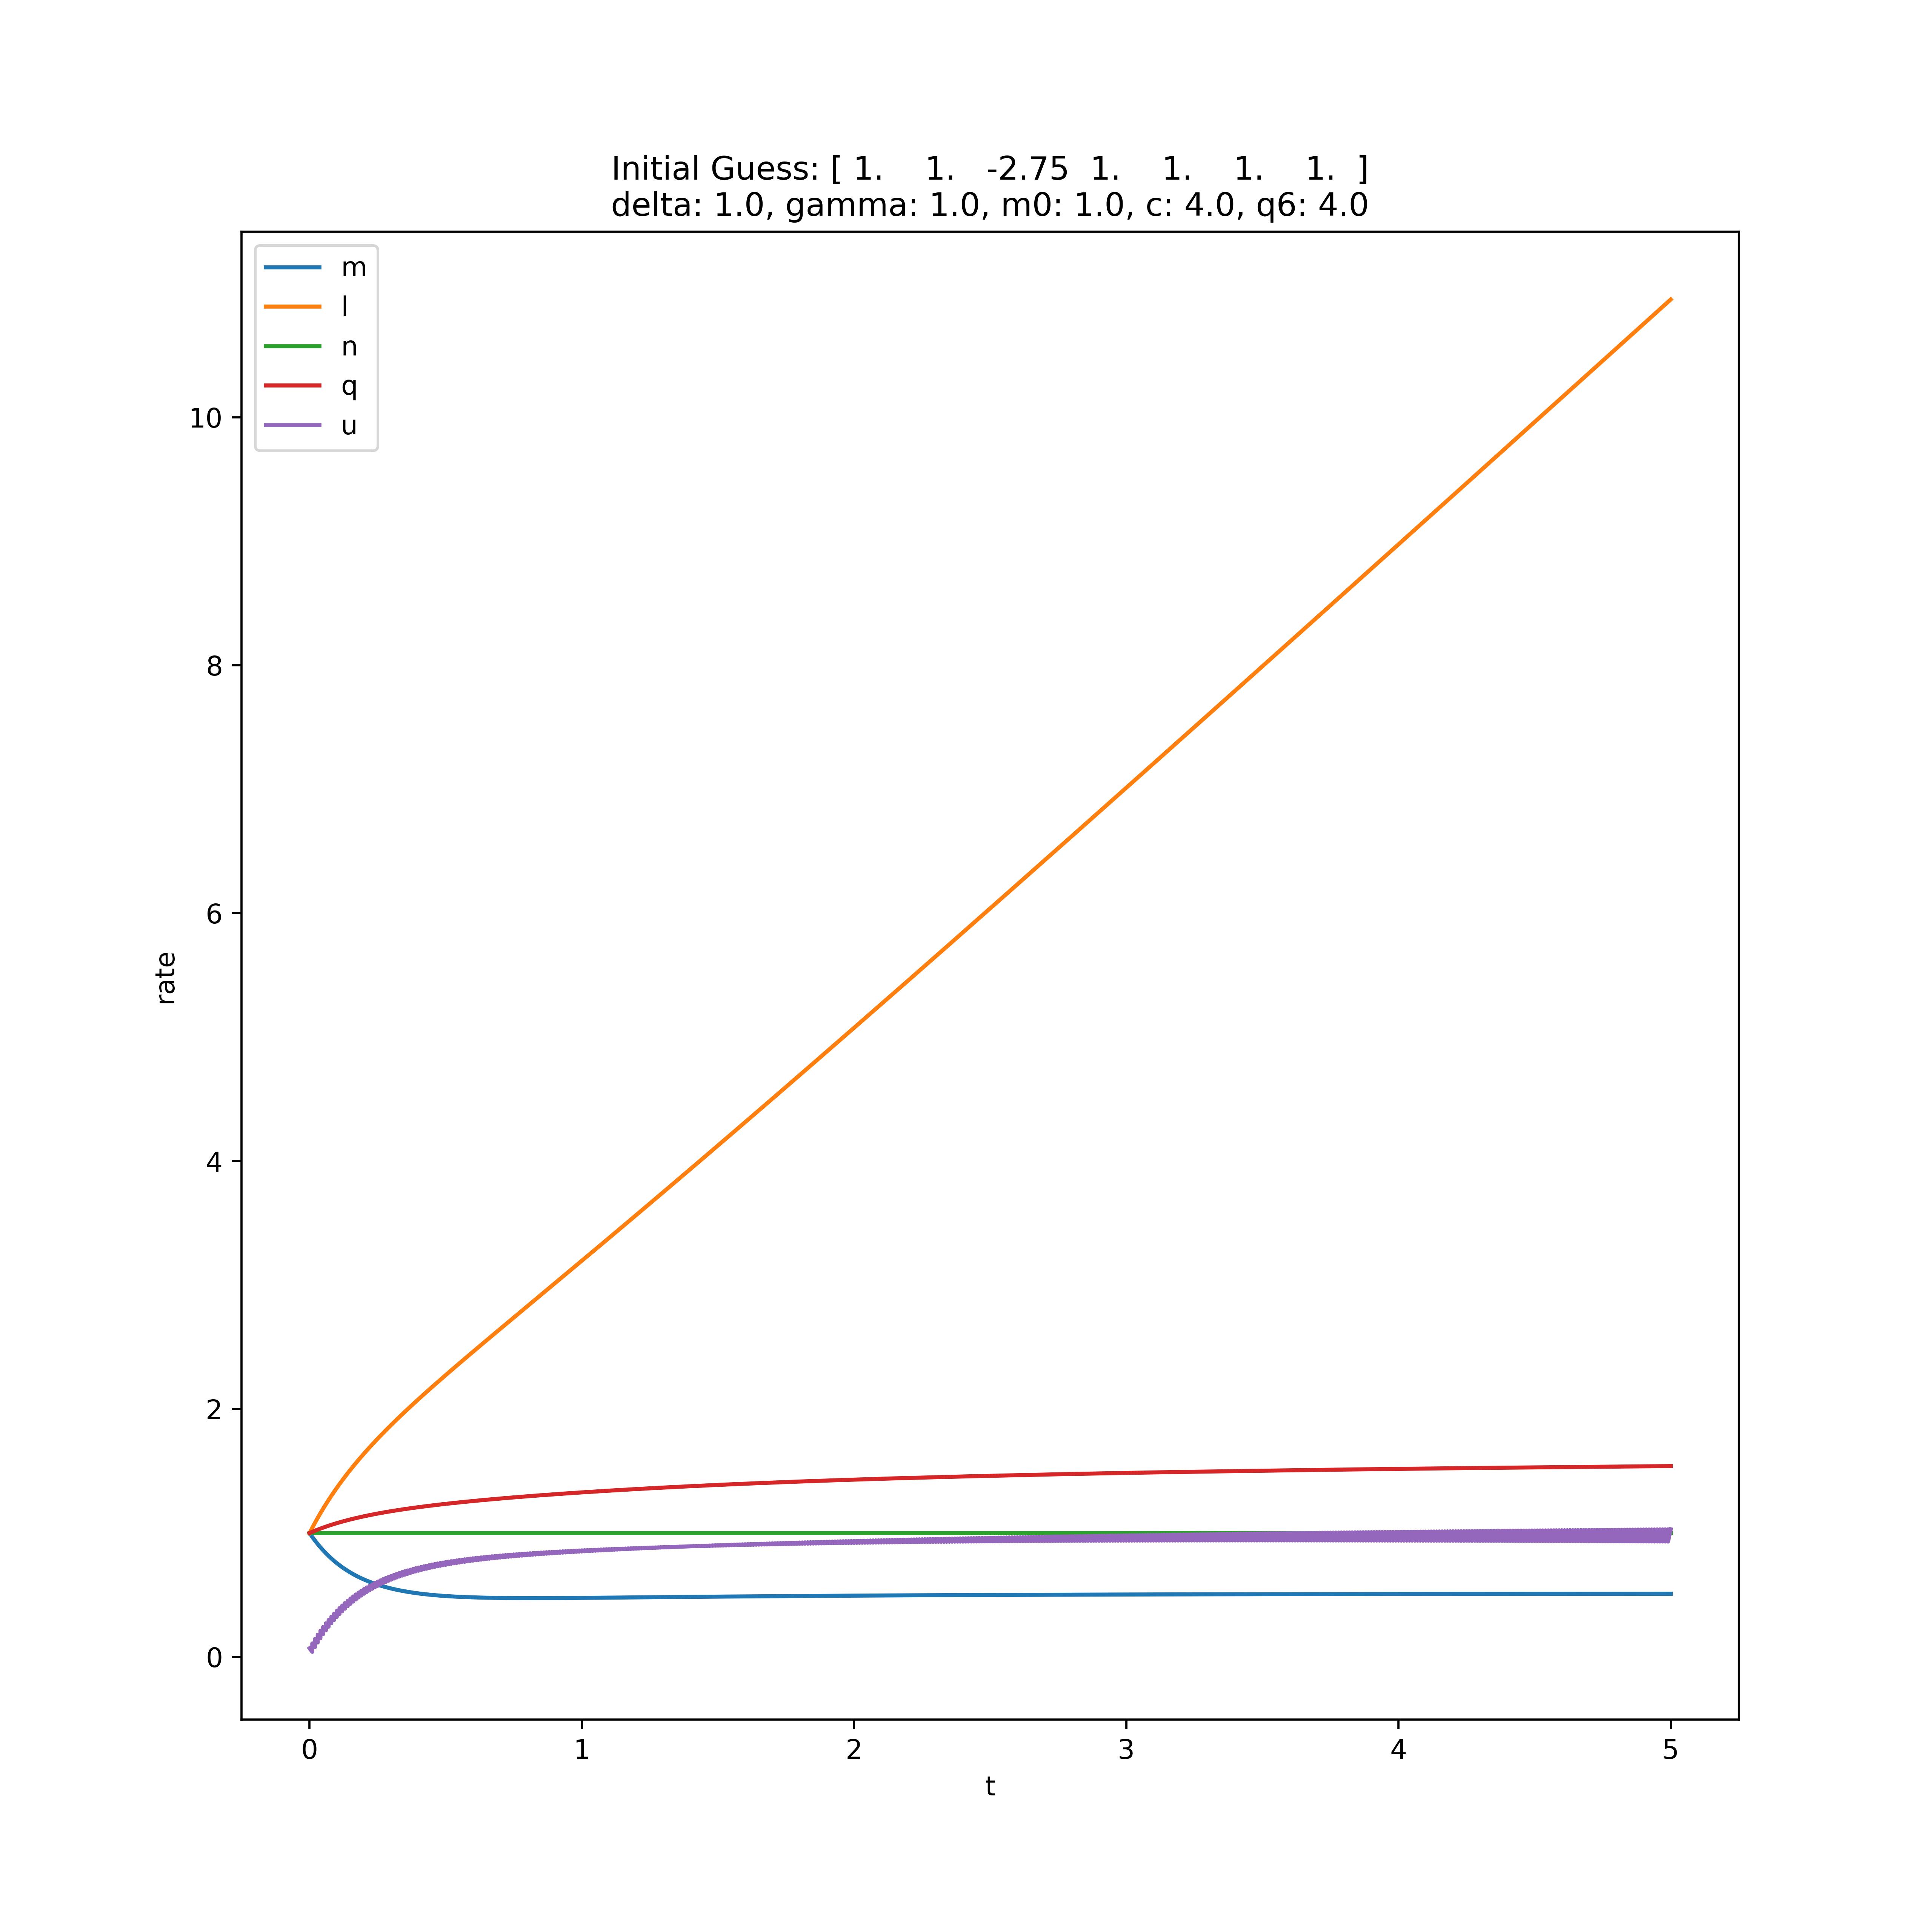 Initial Guess: [ 1. 1. -2.75 1. 1. 1. 1. ]
delta: 1.0, gamma: 1.0, m0: 1.0, c: 4.0, q6: 4.0
m
l
n
q
u
10
8
6
4
2
0
rate
0 1 2 3 4 5
t